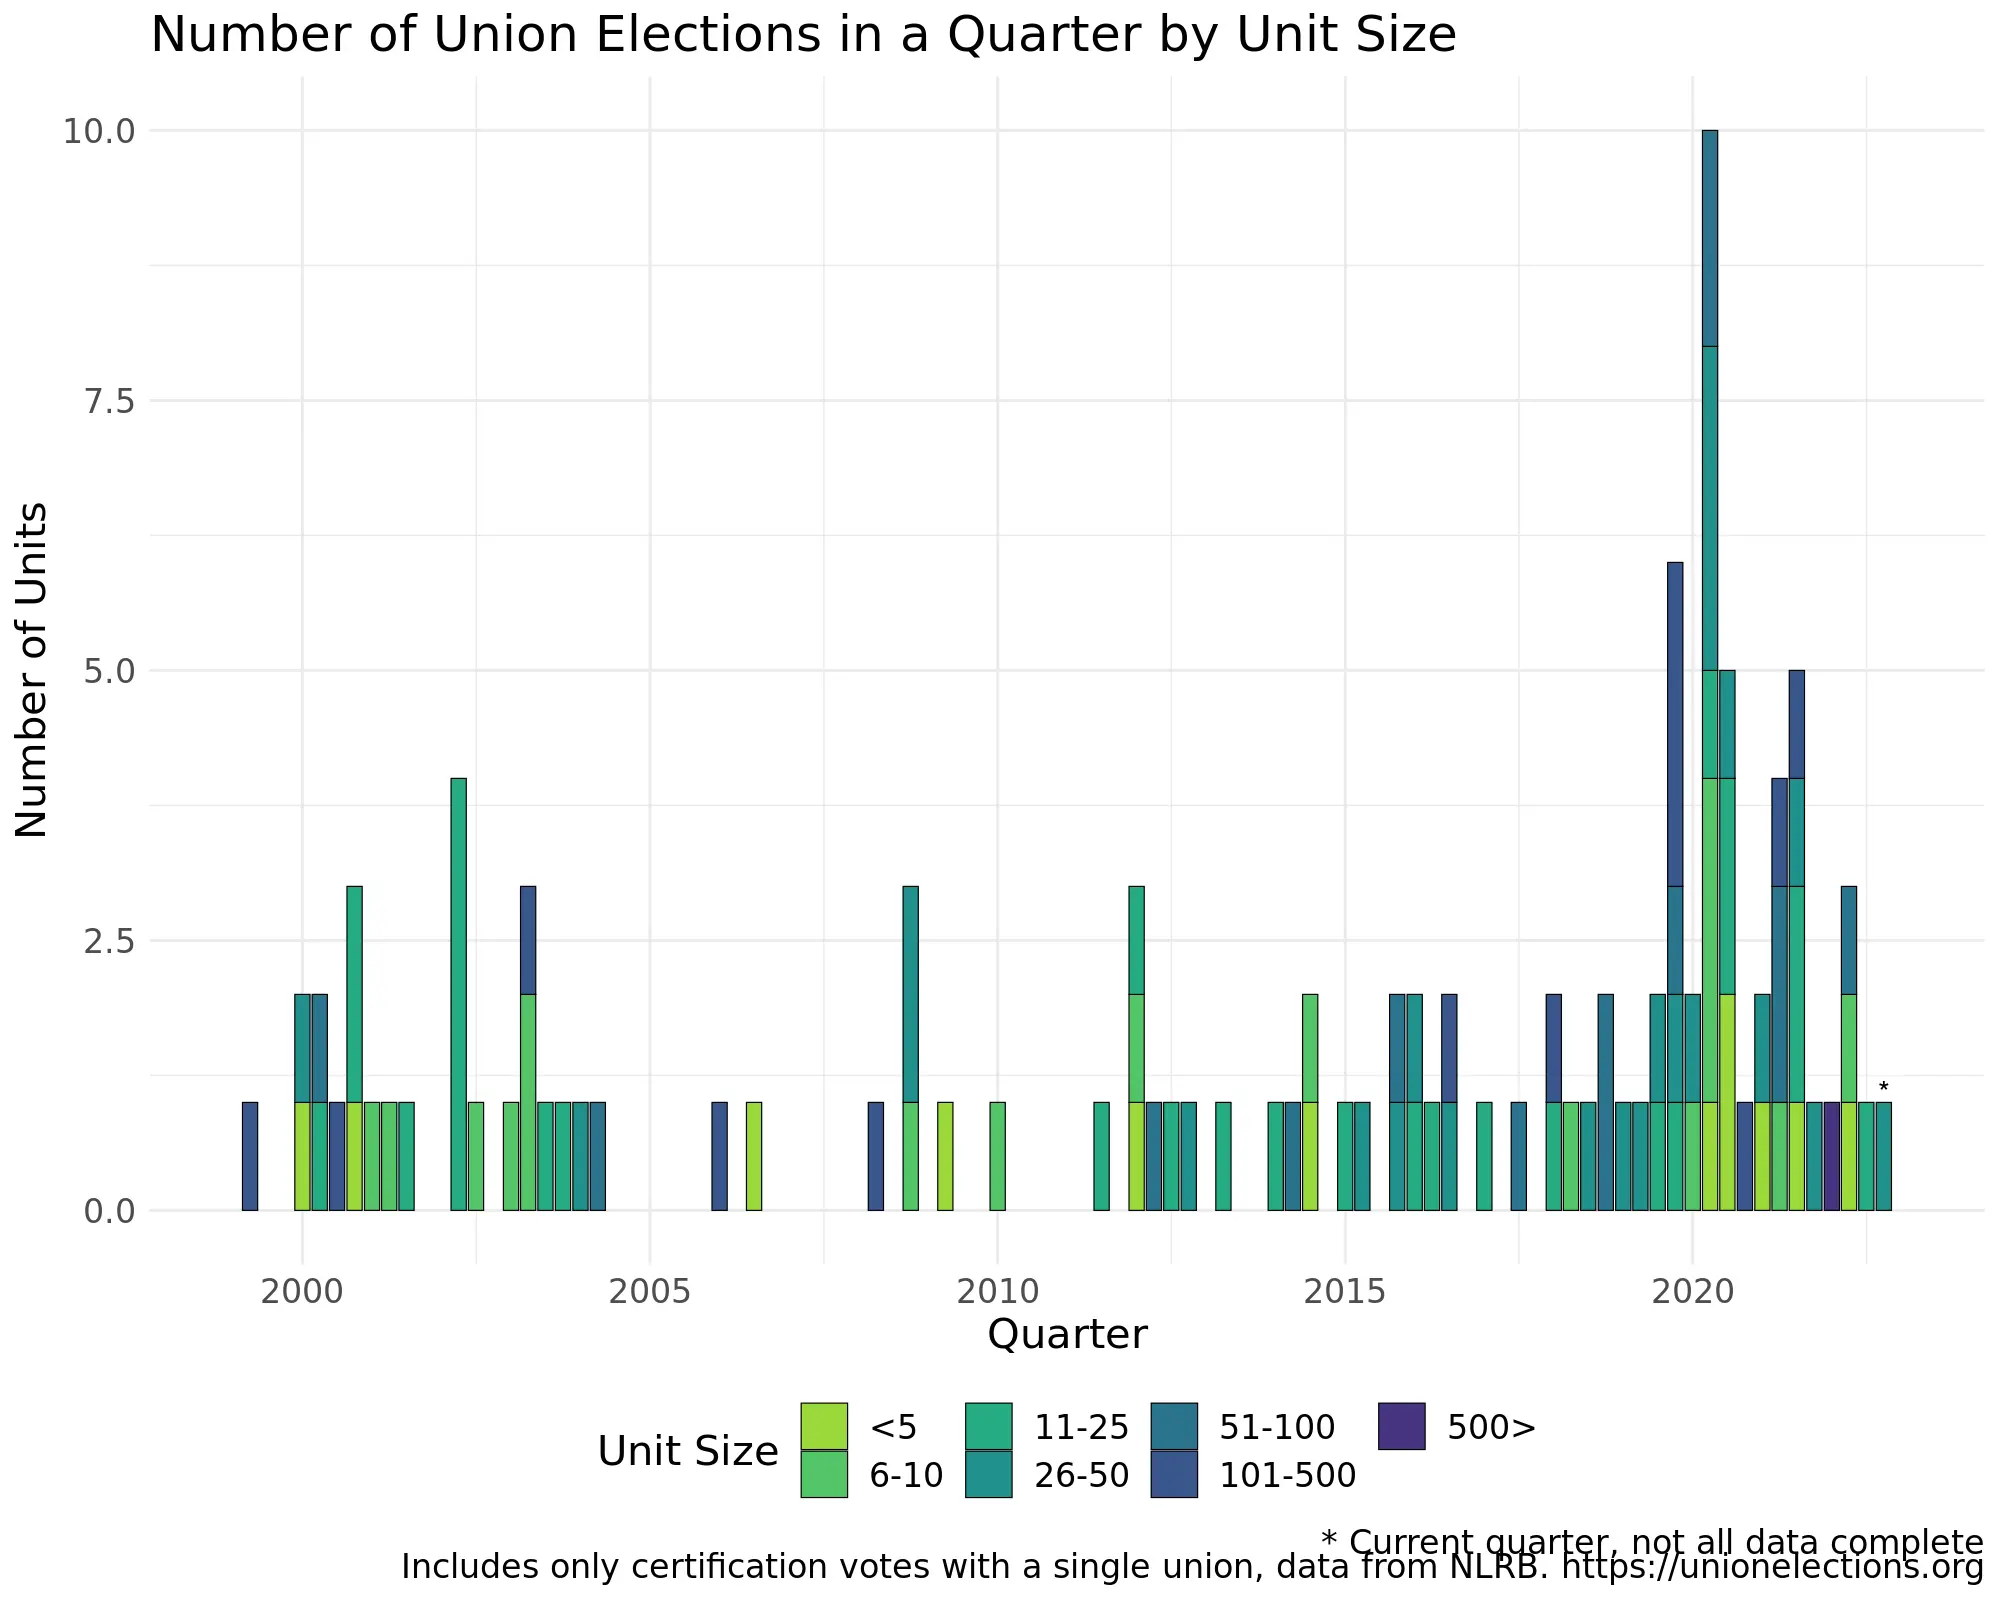 Number of Union Elections in a Quarter by Unit Size
10.0
7.5
5.0
2.5
0.0
Number of Units
*
2000 2005 2010 2015 2020
Quarter
Unit Size
<5 11-25 51-100 500>
6-10 26-50 101-500
* Current quarter, not all data complete
Includes only certification votes with a single union, data from NLRB. https://unionelections.org